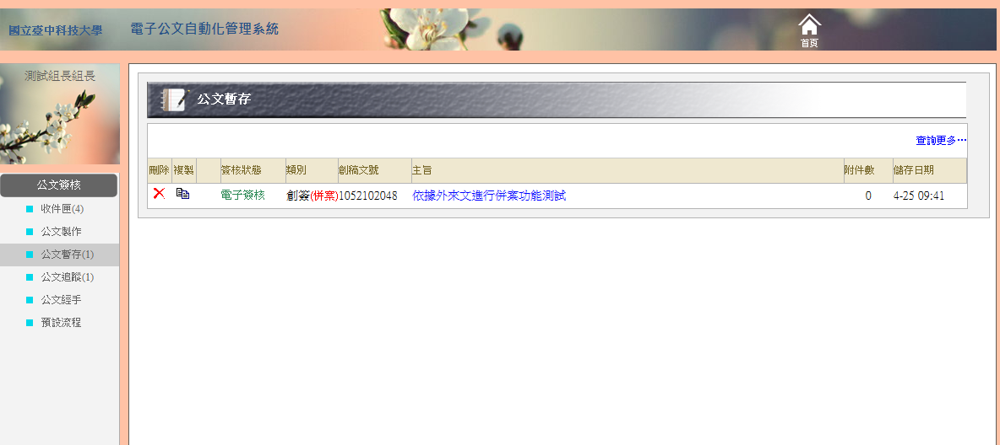 國立臺中科技大學 電子公文自動化管理系統
首頁
測試組長組長
公文簽核
收件匣(4)
公文製作
公文暫存(1)
公文追蹤(1)
公文經手
預設流程
公文暫存
查詢更多…
刪除 複製 簽核狀態 類別 創稿文號 主旨 附件數 儲存日期
電子簽核 創簽(併案)1052102048 依據外來文進行併案功能測試 0 4-25 09:41